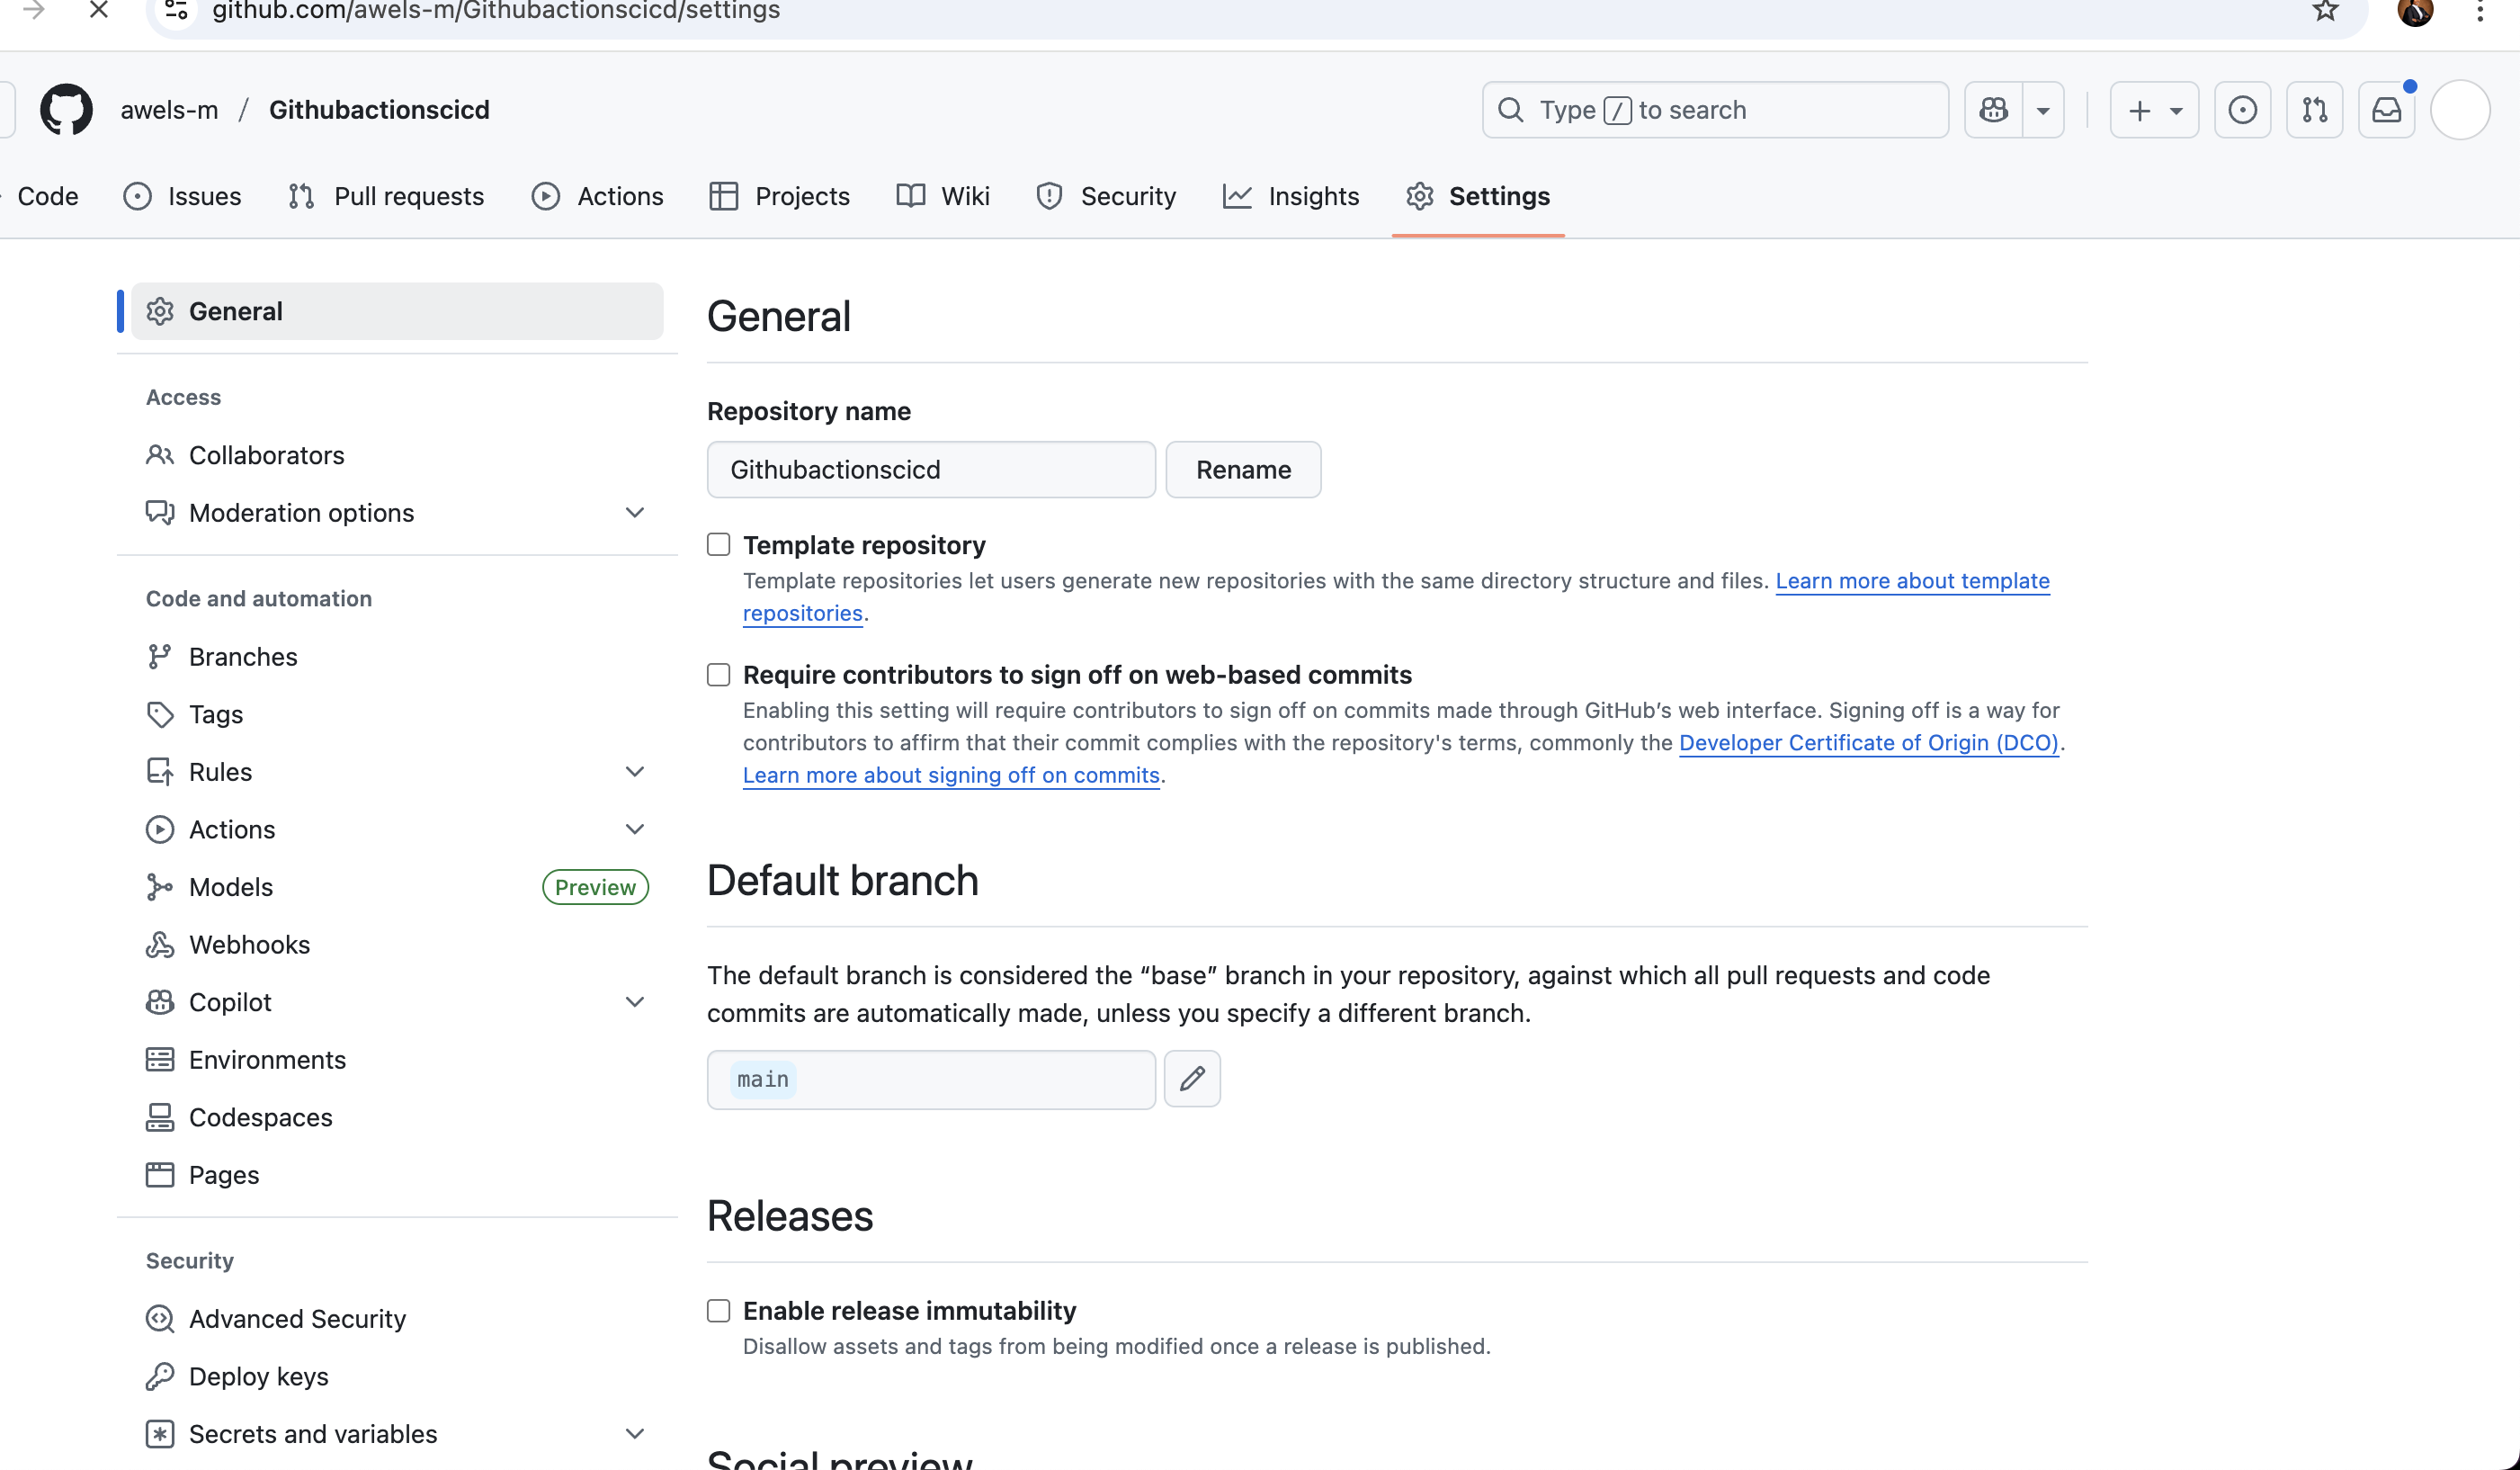 github.com/awels-m/Githubactionscicd/settings
awels-m / Githubactionscicd
Type / to search
Code Issues Pull requests Actions Projects Wiki Security Insights Settings
General
Access
Collaborators
Moderation options
Code and automation
Branches
Tags
Rules
Actions
Models Preview
Webhooks
Copilot
Environments
Codespaces
Pages
Security
Advanced Security
Deploy keys
Secrets and variables
General
Repository name
Githubactionscicd Rename
Template repository
Template repositories let users generate new repositories with the same directory structure and files. Learn more about template
repositories.
Require contributors to sign off on web-based commits
Enabling this setting will require contributors to sign off on commits made through GitHub’s web interface. Signing off is a way for
contributors to affirm that their commit complies with the repository's terms, commonly the Developer Certificate of Origin (DCO).
Learn more about signing off on commits.
Default branch
The default branch is considered the “base” branch in your repository, against which all pull requests and code
commits are automatically made, unless you specify a different branch.
main
Releases
Enable release immutability
Disallow assets and tags from being modified once a release is published.
Social preview